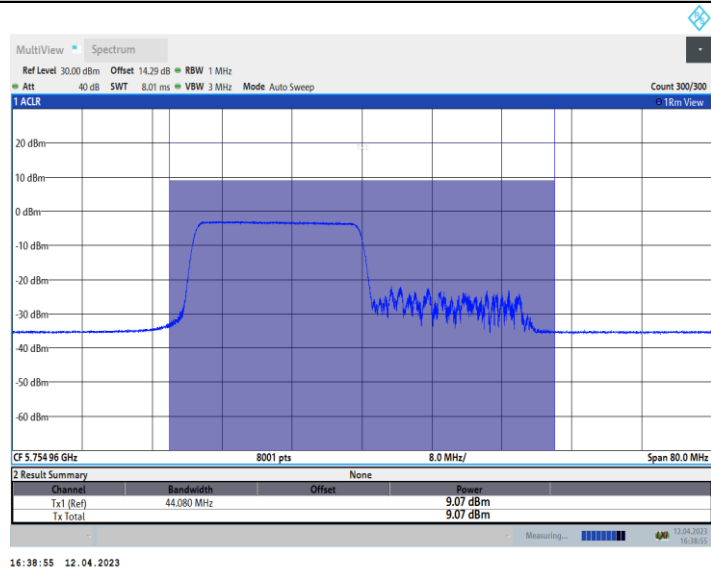 MultiView Spectrum
Ref Level 30.00 dBm Offset 14.29 dB RBW 1 MHz
Att 40 dB SWT 8.01 ms VBW 3 MHz Mode Auto Sweep Count 300/300
1 ACLR 1Rm View
20 dBm
10 dBm
0 dBm
-10 dBm
-20 dBm
-30 dBm
-40 dBm
-50 dBm
-60 dBm
CF 5.754 96 GHz 8001 pts 8.0 MHz/ Span 80.0 MHz
2 Result Summary None
Channel Bandwidth Offset Power
Tx1 (Ref) 44.080 MHz 9.07 dBm
Tx Total 9.07 dBm
Measuring... 12.04.2023
16:38:55
16:38:55 12.04.2023